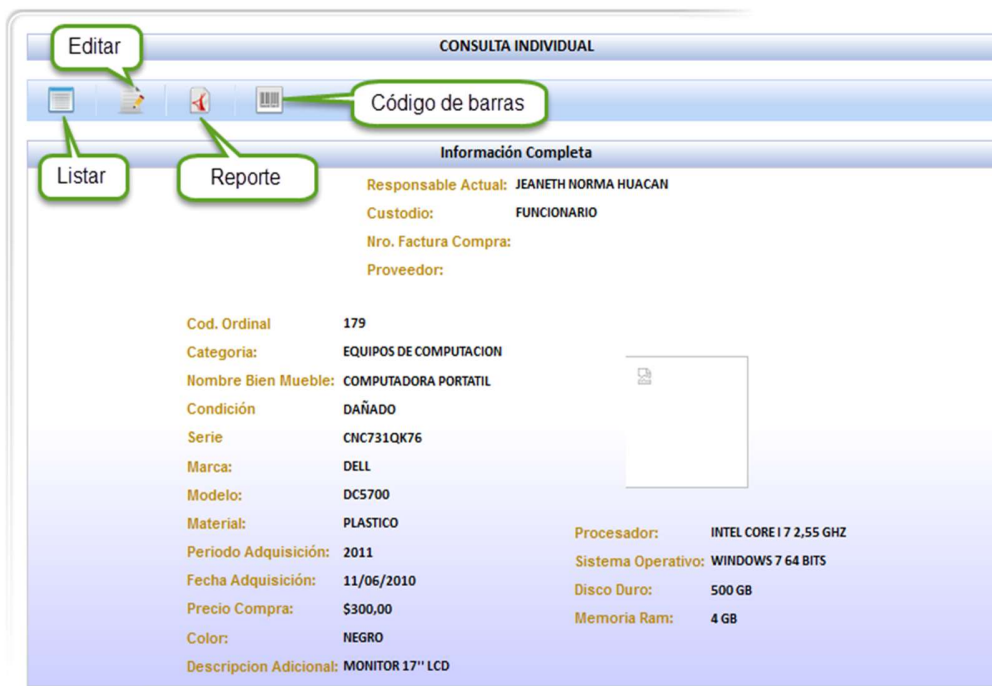 Editar
CONSULTA INDIVIDUAL
Código de barras
Listar
Reporte
Información Completa
Responsable Actual: JEANETH NORMA HUACAN
Custodio: FUNCIONARIO
Nro. Factura Compra:
Proveedor:
Cod. Ordinal 179
Categoria: EQUIPOS DE COMPUTACION
Nombre Bien Mueble: COMPUTADORA PORTATIL
Condición DAÑADO
Serie CNC731QK76
Marca: DELL
Modelo: DC5700
Material: PLASTICO
Periodo Adquisición: 2011
Fecha Adquisición: 11/06/2010
Precio Compra: $300,00
Color: NEGRO
Descripcion Adicional: MONITOR 17'' LCD
Procesador: INTEL CORE I 7 2,55 GHZ
Sistema Operativo: WINDOWS 7 64 BITS
Disco Duro: 500 GB
Memoria Ram: 4 GB